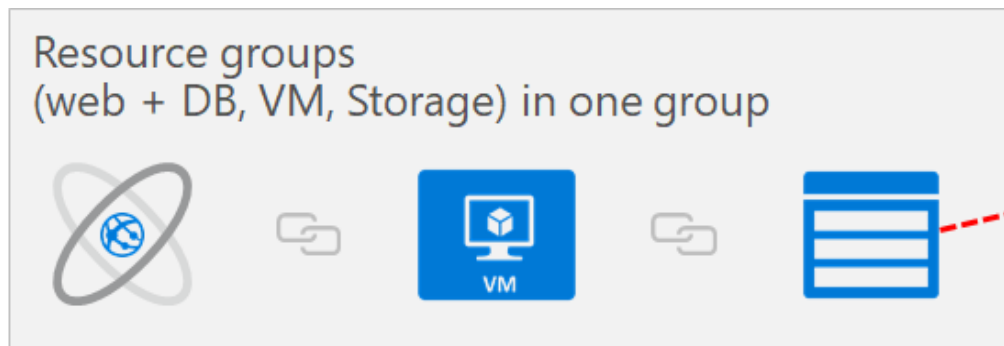 Resource groups
(web + DB, VM, Storage) in one group
VM